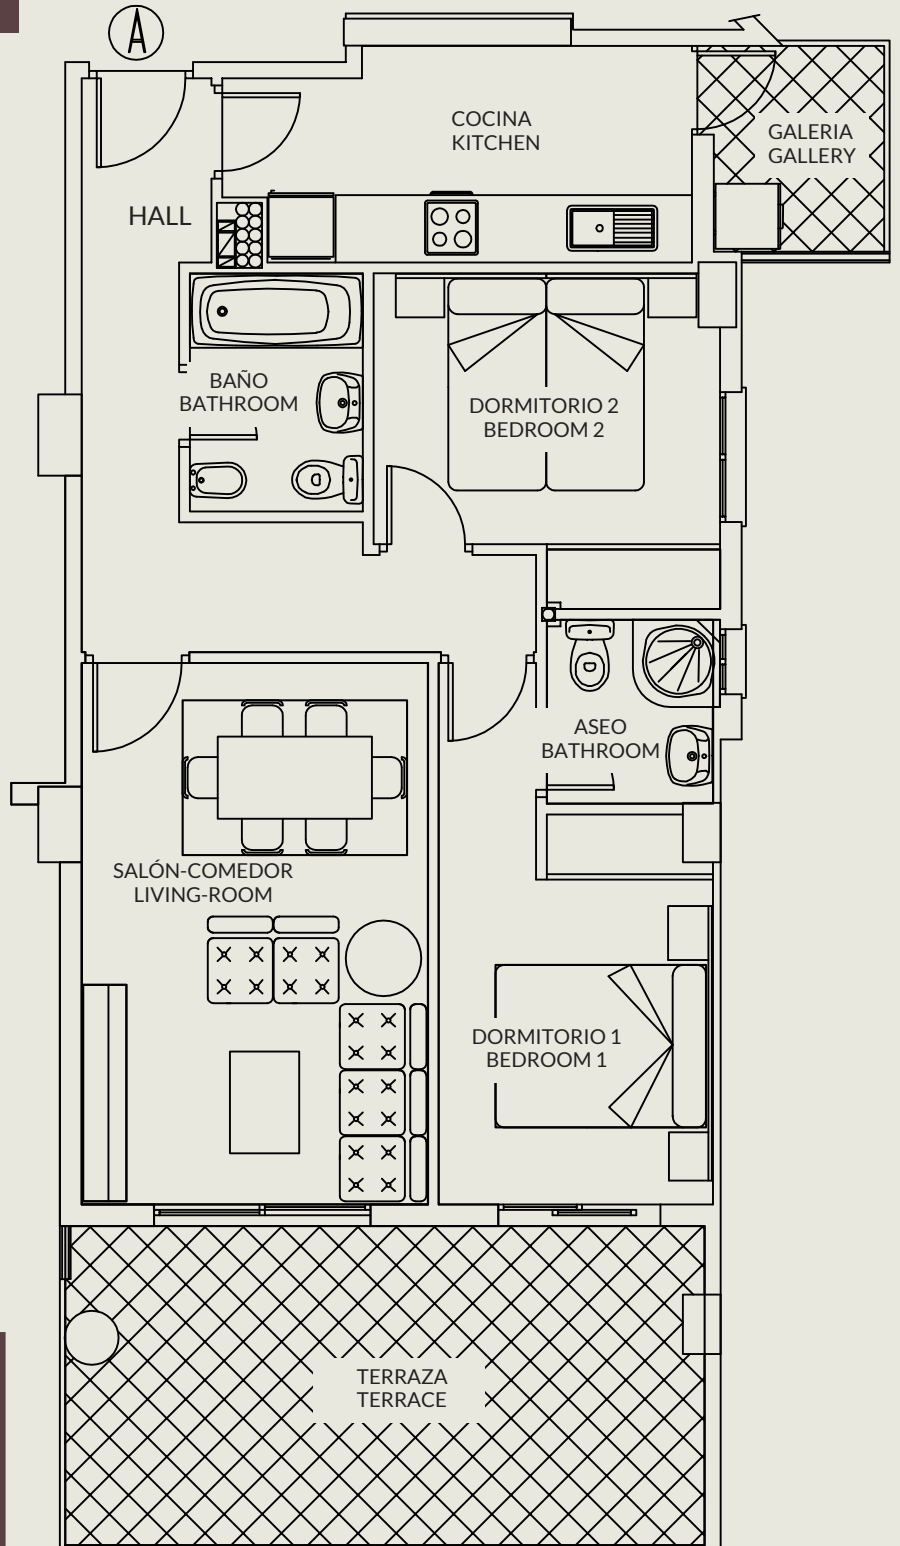 A
COCINA
KITCHEN
GALERIA
GALLERY
HALL
BAÑO
BATHROOM
DORMITORIO 2
BEDROOM 2
ASEO
BATHROOM
SALÓN-COMEDOR
LIVING-ROOM
DORMITORIO 1
BEDROOM 1
TERRAZA
TERRACE